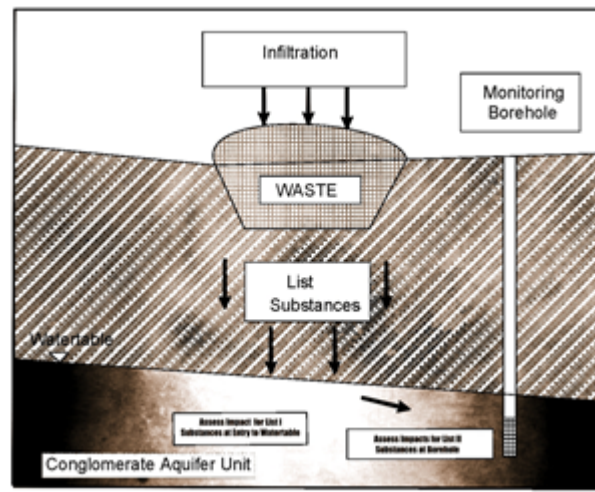 Infiltration
Monitoring
Borehole
WASTE
List
Substances
Watertable
Assess Impact for List I
Substances at Entry to Watertable
Assess Impacts for List II
Substances at Borehole
Conglomerate Aquifer Unit